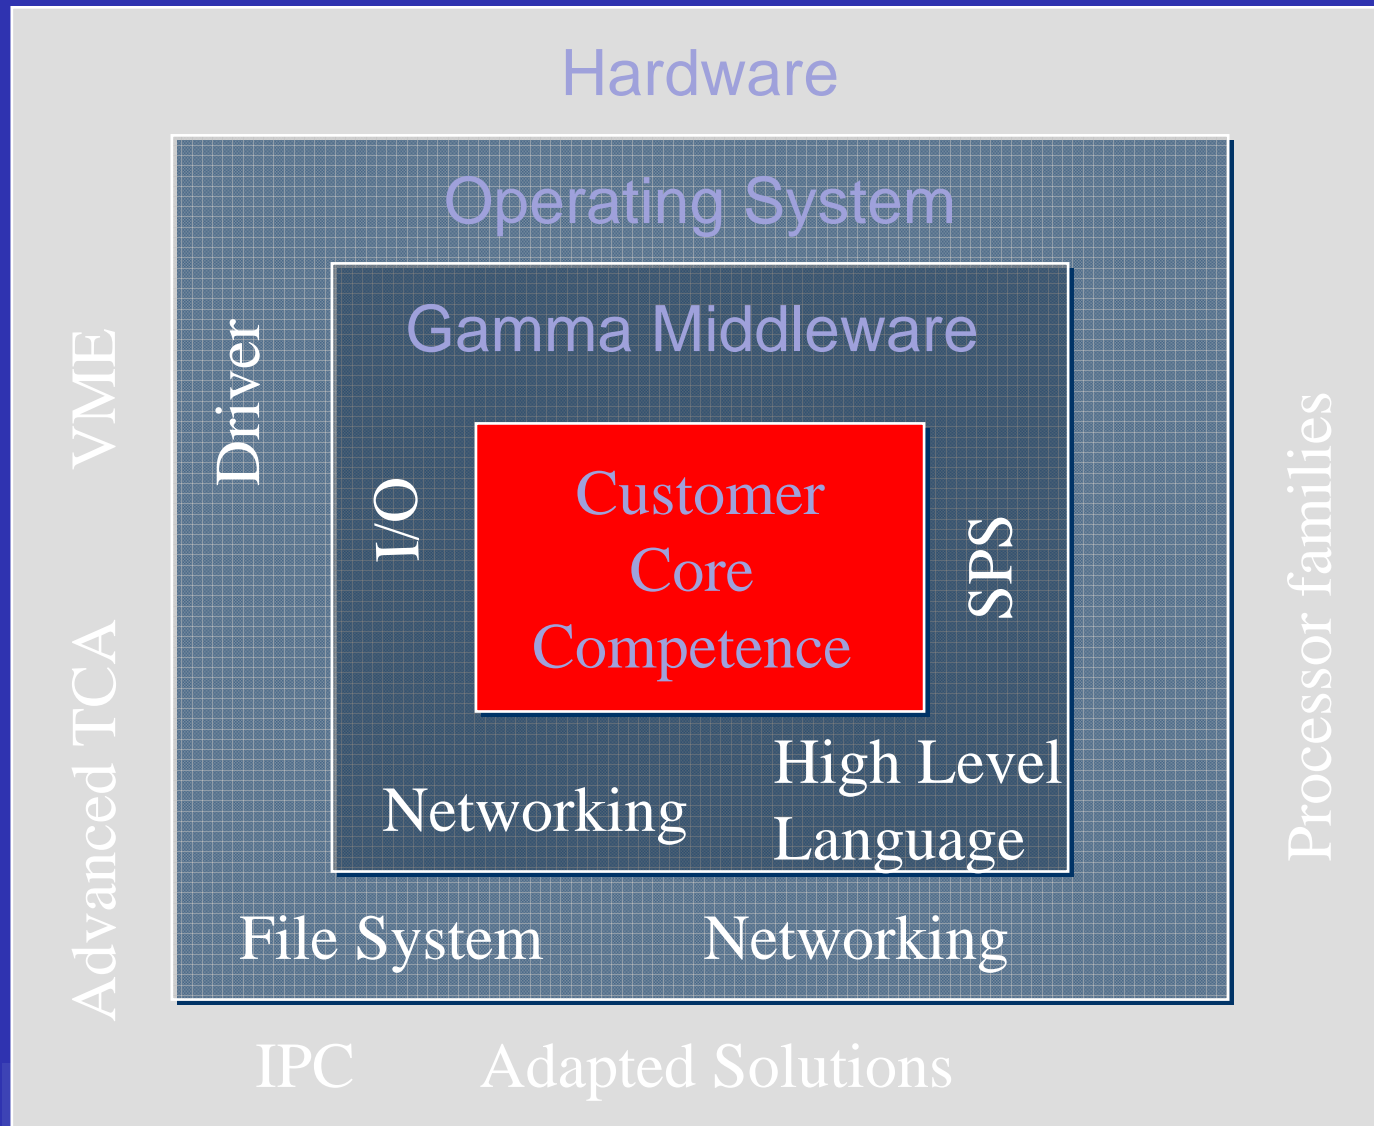 Hardware
Operating System
Gamma Middleware
VME
Driver
I/O
Customer
Core
Competence
SPS
Processor families
Advanced TCA
High Level
Language
Networking
File System
Networking
IPC
Adapted Solutions